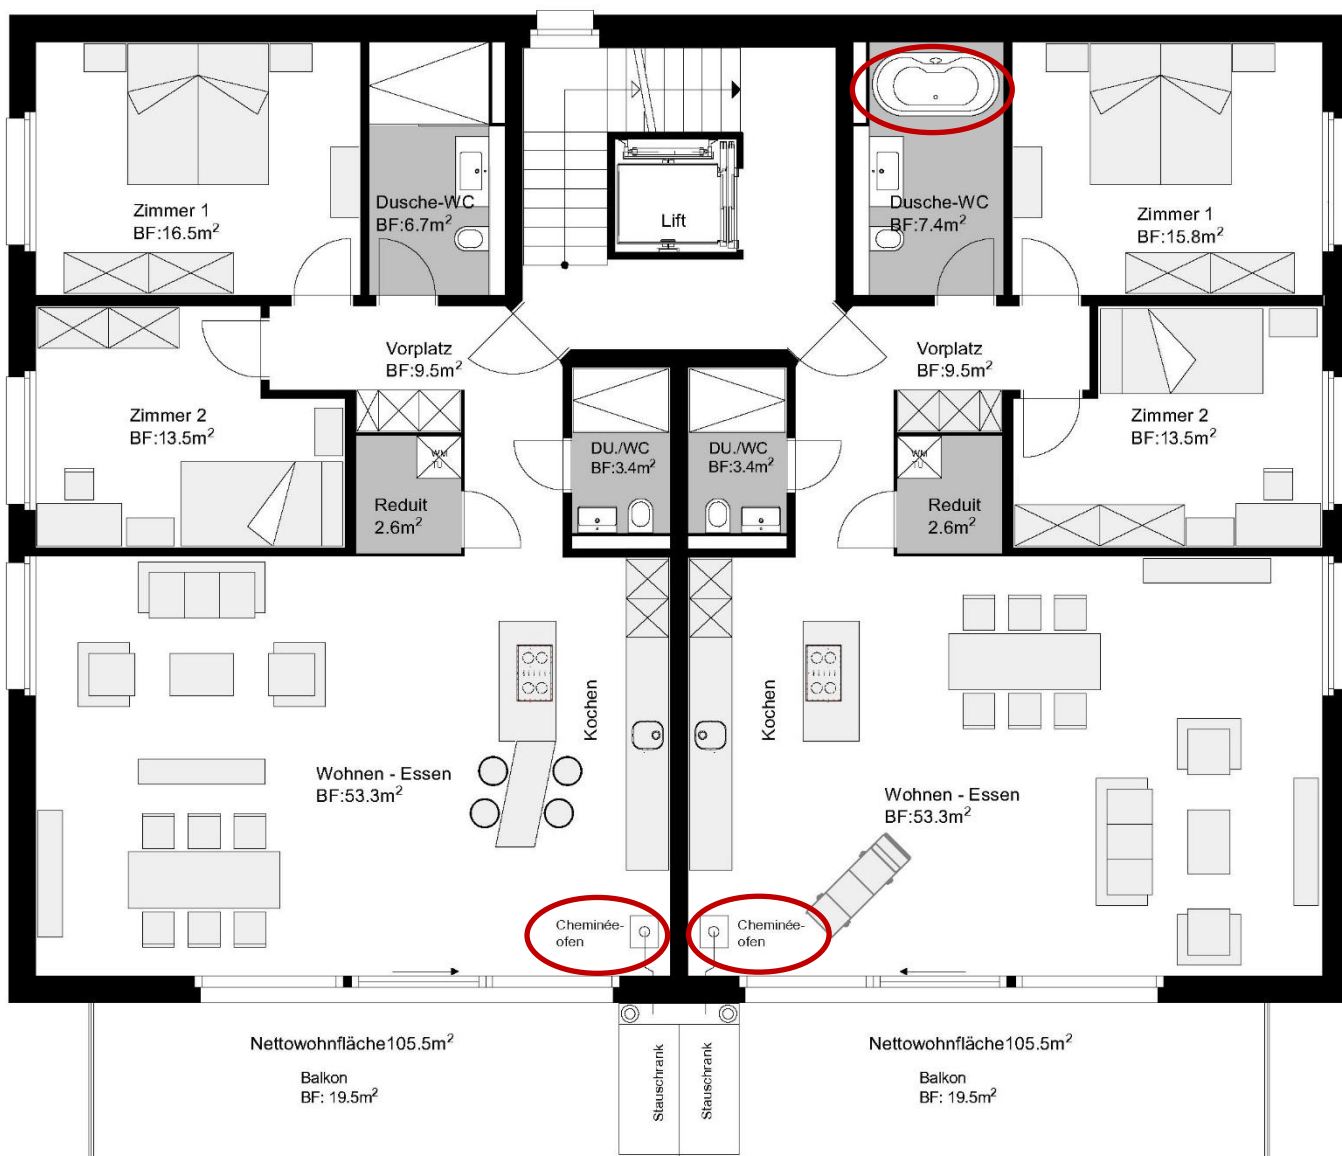 Zimmer 1
BF:16.5m²
Dusche-WC
BF:6.7m²
Lift
Dusche-WC
BF:7.4m²
Zimmer 1
BF:15.8m²
Vorplatz
BF:9.5m²
Vorplatz
BF:9.5m²
Zimmer 2
BF:13.5m²
Zimmer 2
BF:13.5m²
DU./WC
BF:3.4m²
DU./WC
BF:3.4m²
WM
TU
WM
TU
Reduit
2.6m²
Reduit
2.6m²
Kochen
Kochen
Wohnen - Essen
BF:53.3m²
Wohnen - Essen
BF:53.3m²
Cheminée-
ofen
Cheminée-
ofen
Nettowohnfläche105.5m²
Nettowohnfläche105.5m²
Balkon
BF: 19.5m²
Stauschrank
Stauschrank
Balkon
BF: 19.5m²